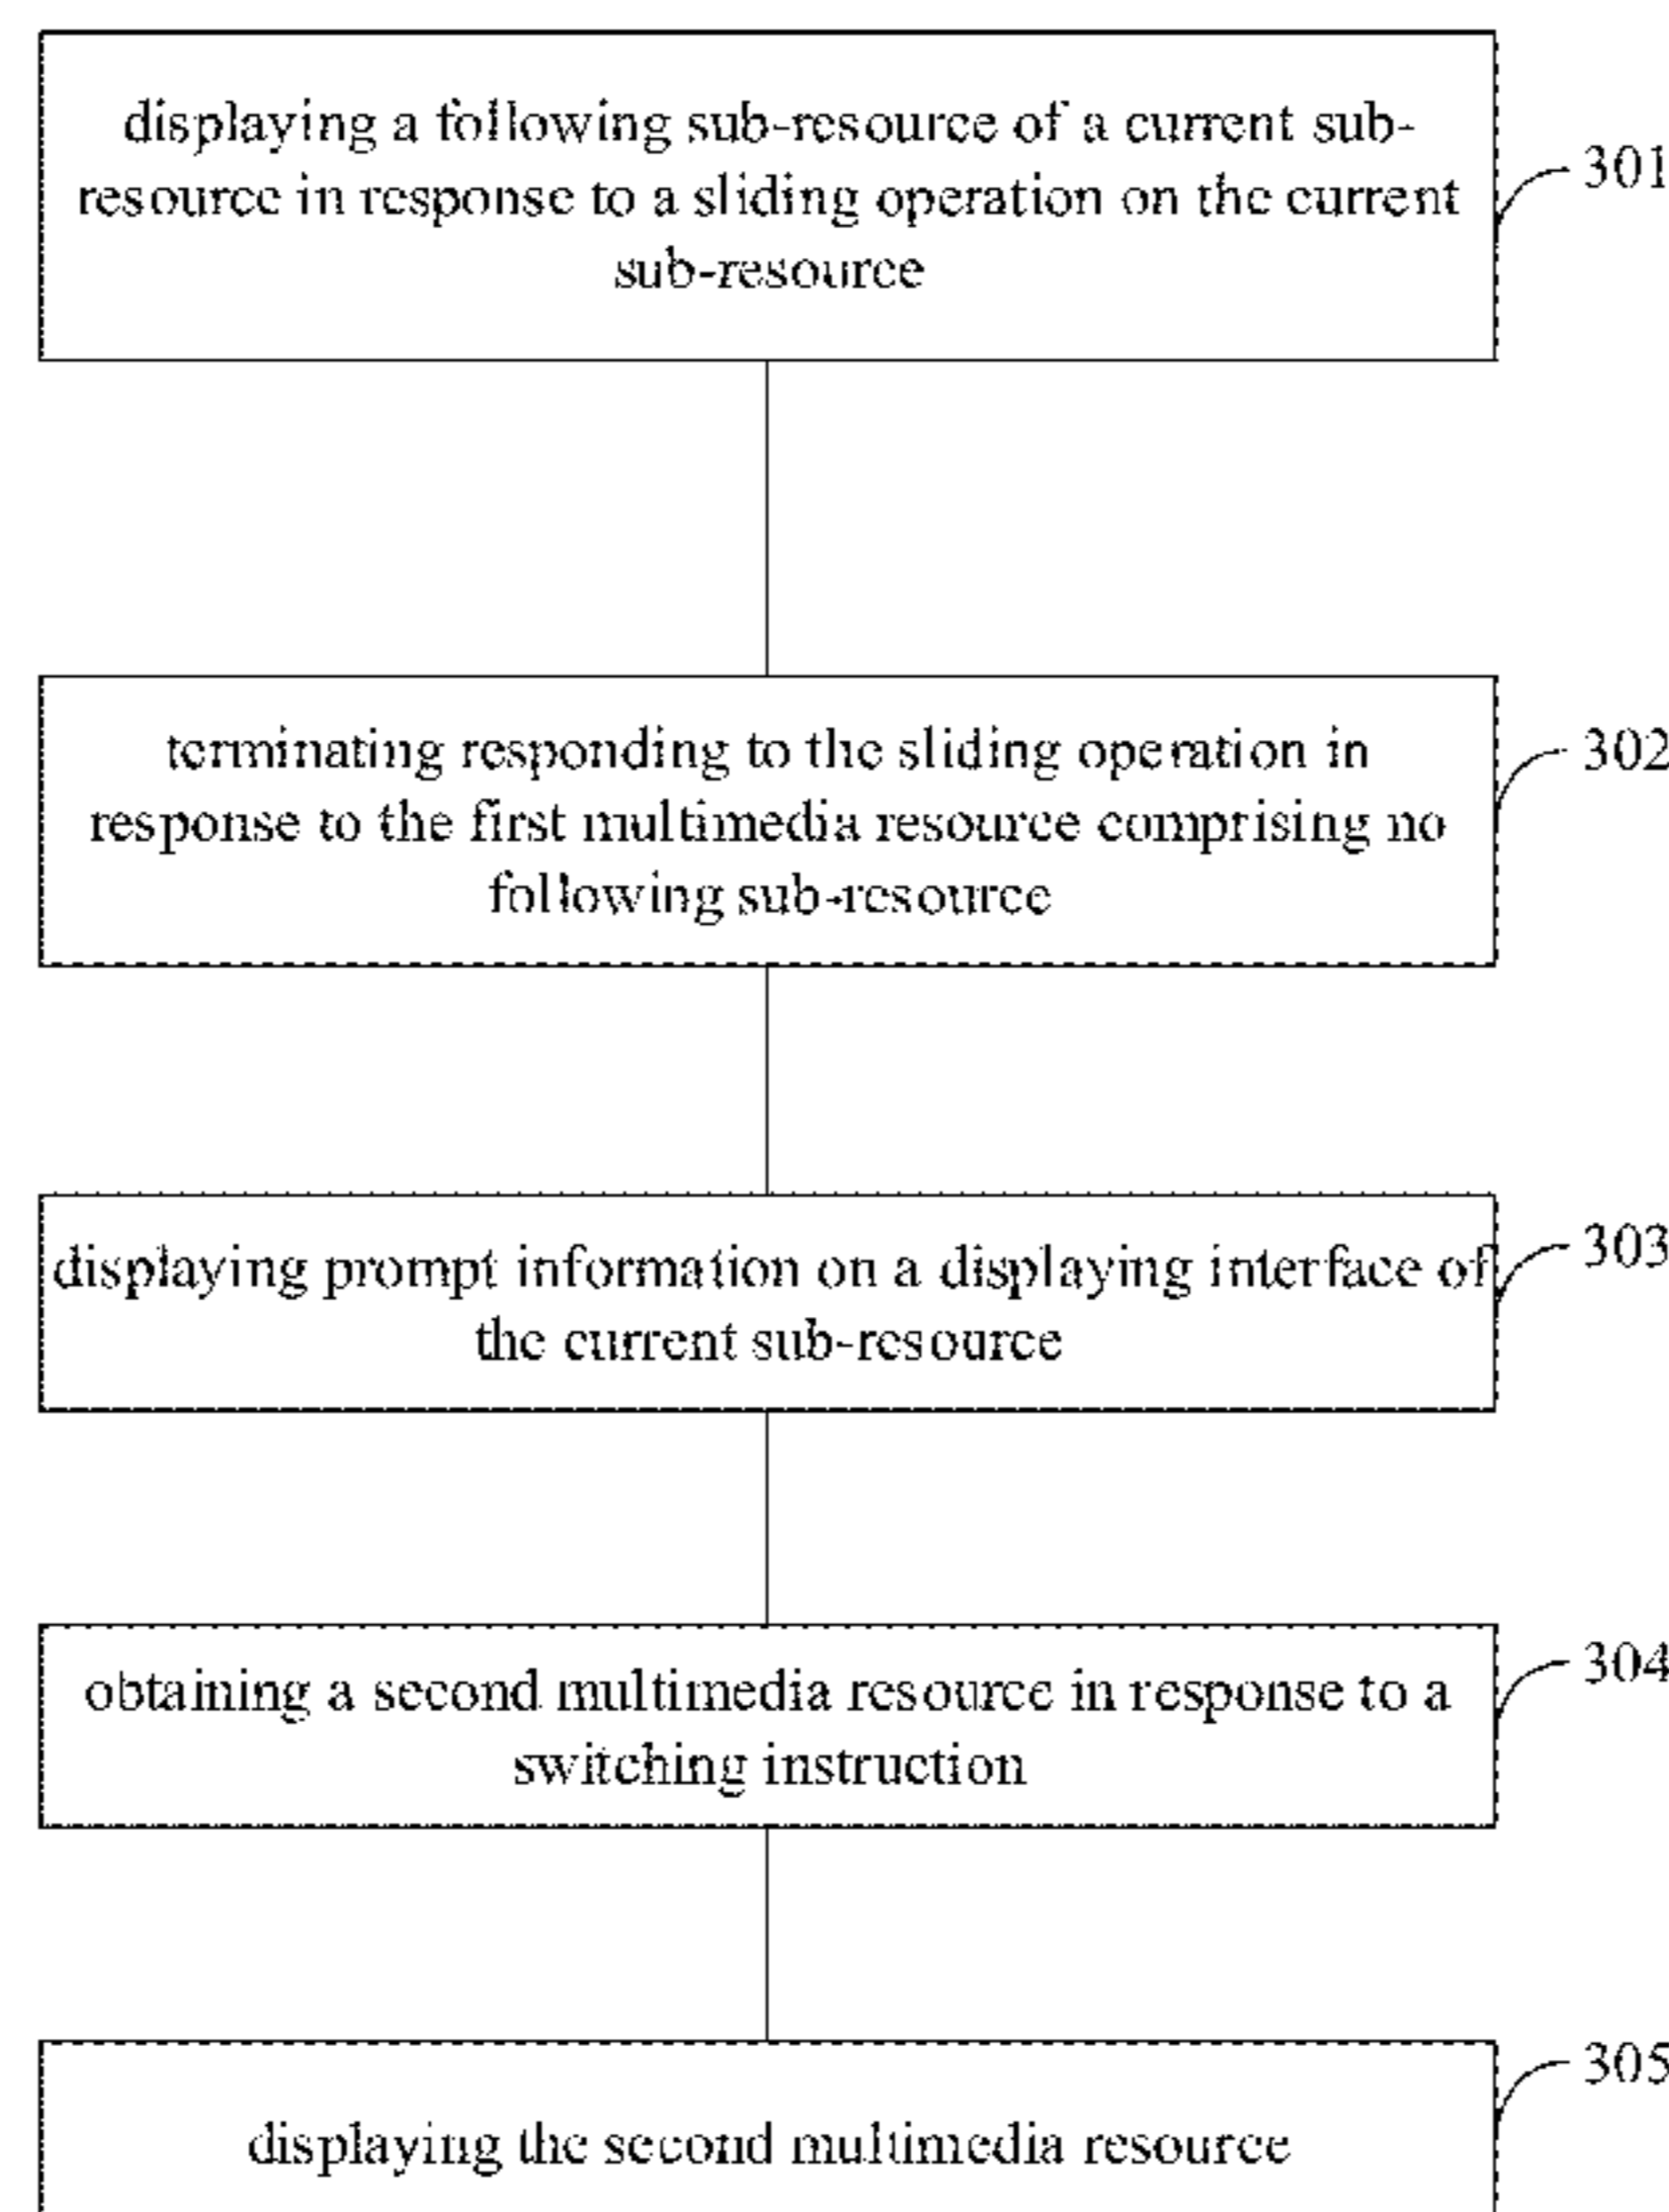 displaying a following sub-resource of a current sub-
resource in response to a sliding operation on the current
sub-resource
301
terminating responding to the sliding operation in
response to the first multimedia resource comprising no
following sub-resource
302
displaying prompt information on a displaying interface of
the current sub-resource
303
obtaining a second multimedia resource in response to a
switching instruction
304
displaying the second multimedia resource
305